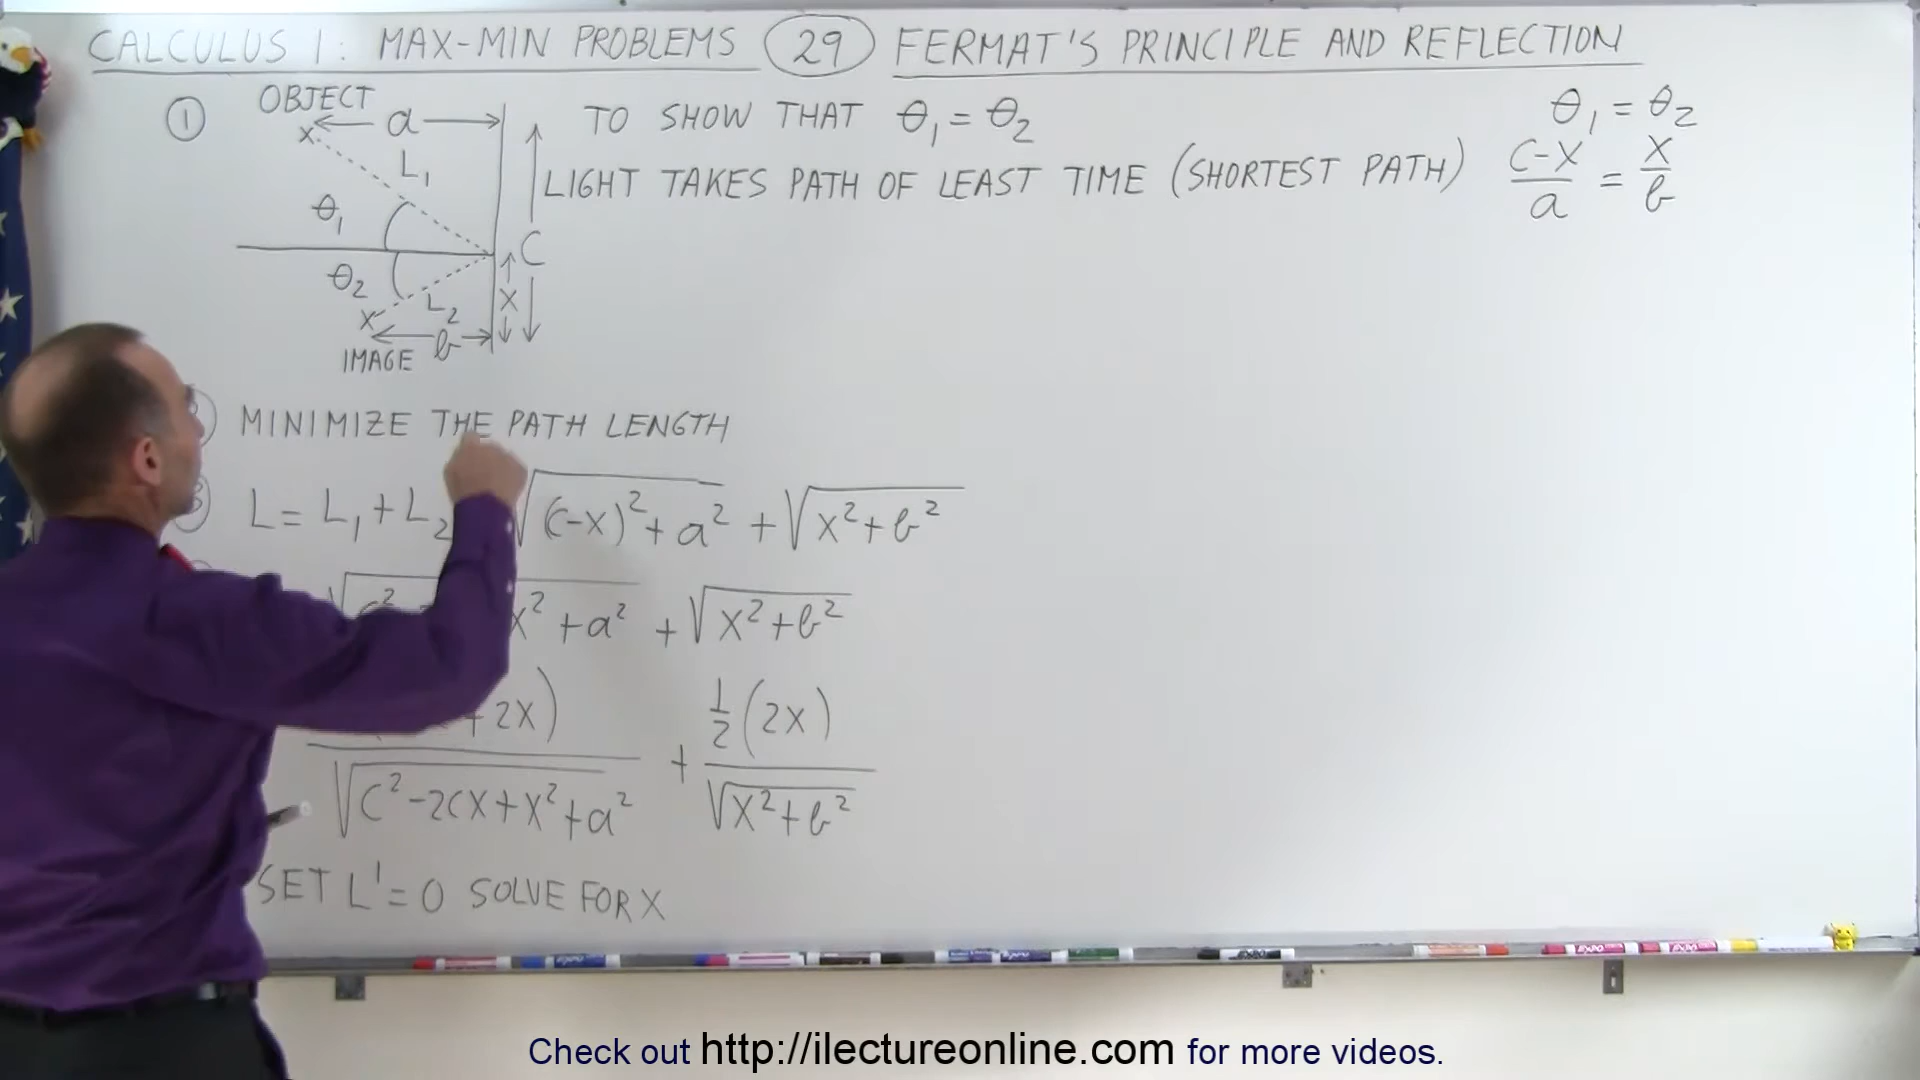 CALCULUS 1: MAX-MIN PROBLEMS 29 FERMAT'S PRINCIPLE AND REFLECTION
① OBJECT
x a
L₁
θ₁
θ₂
L₂
x b
IMAGE
C
X
TO SHOW THAT θ₁ = θ₂
LIGHT TAKES PATH OF LEAST TIME (SHORTEST PATH)
θ₁ = θ₂
(C-X)/a = X/b
MINIMIZE THE PATH LENGTH
L = L₁ + L₂ √((C-X)² + a²) + √(X² + b²)
x² + a² + √(X² + b²)
+ 2X) / √(C² - 2CX + X² + a²) + ½(2X) / √(X² + b²)
SET L' = 0 SOLVE FOR X
EXPO
EXPO
Check out http://ilectureonline.com for more videos.